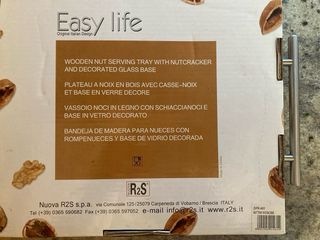 Easy life
Original Italian Design
WOODEN NUT SERVING TRAY WITH NUTCRACKER
AND DECORATED GLASS BASE
PLATEAU A NOIX EN BOIS AVEC CASSE-NOIX
ET BASE EN VERRE DECORE
VASSOIO NOCI IN LEGNO CON SCHIACCIANOCI E
BASE IN VETRO DECORATO
BANDEJA DE MADERA PARA NUECES CON
ROMPENUECES Y BASE DE VIDRIO DECORADA
R2S
Nuova R2S s.p.a. via Comunale 125/25079 Carpeneda di Vobarno / Brescia ITALY
Tel (+39) 0365 590682 Fax (+39) 0365 597052 e-mail info@r2s.it www.r2s.it